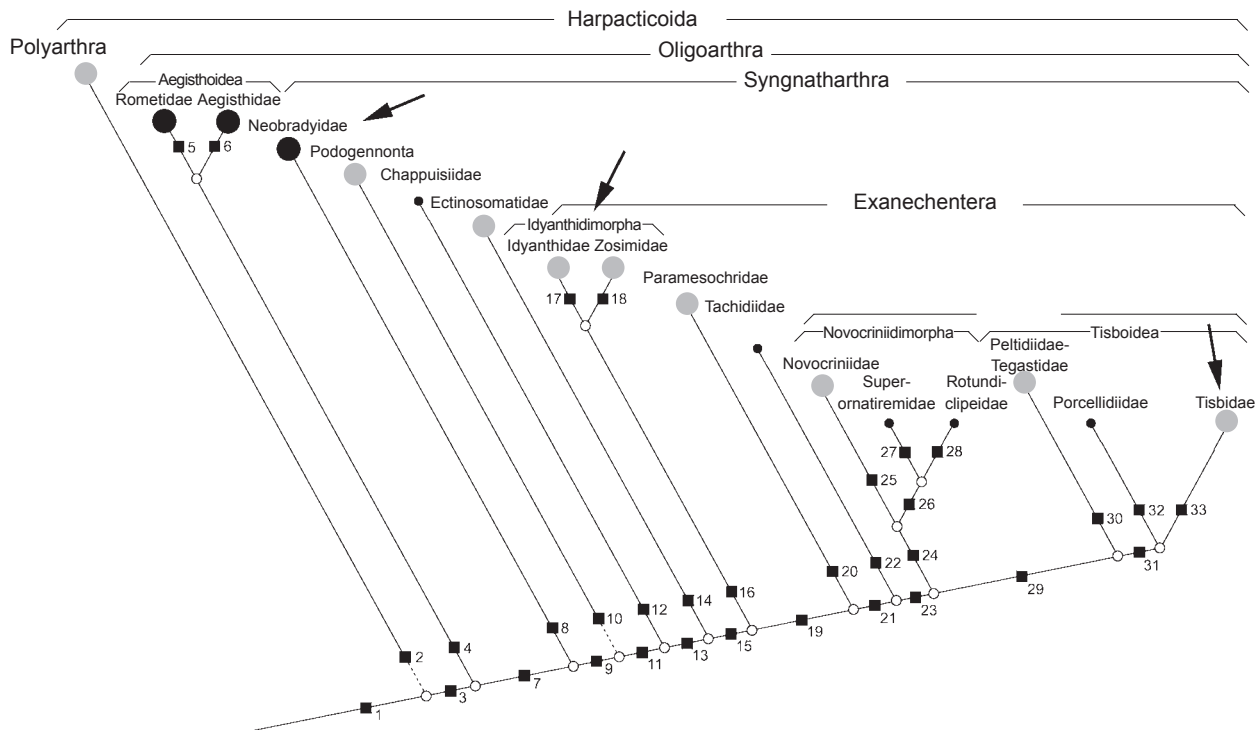 Harpacticoida
Polyarthra
Oligoarthra
Aegisthoidea
Syngnatharthra
Rometidae Aegisthidae
Neobradyidae
5
6
Podogennonta
Chappuisiidae
Ectinosomatidae
Exanechentera
Idyanthidimorpha
Idyanthidae Zosimidae
17
18
Paramesochridae
Tachidiidae
Novocriniidimorpha
Tisboidea
Novocriniidae
Peltidiidae-
Tegastidae
Super-
ornatiremidae
Rotundi-
clipeidae
Porcellidiidae
Tisbidae
27
28
25
26
30
32
33
24
31
20
22
29
16
23
14
21
12
19
10
15
8
13
11
4
9
2
7
3
1